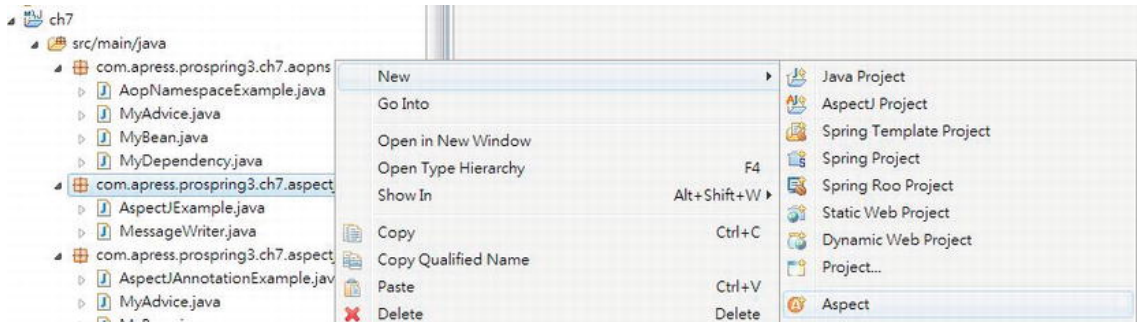 ch7
src/main/java
com.apress.prospring3.ch7.aopns
AopNamespaceExample.java
MyAdvice.java
MyBean.java
MyDependency.java
com.apress.prospring3.ch7.aspect
AspectJExample.java
MessageWriter.java
com.apress.prospring3.ch7.aspect
AspectJAnnotationExample.jav
MyAdvice.java
New
Go Into
Open in New Window
Open Type Hierarchy F4
Show In Alt+Shift+W
Copy Ctrl+C
Copy Qualified Name
Paste Ctrl+V
Delete Delete
Java Project
AspectJ Project
Spring Template Project
Spring Project
Spring Roo Project
Static Web Project
Dynamic Web Project
Project...
Aspect